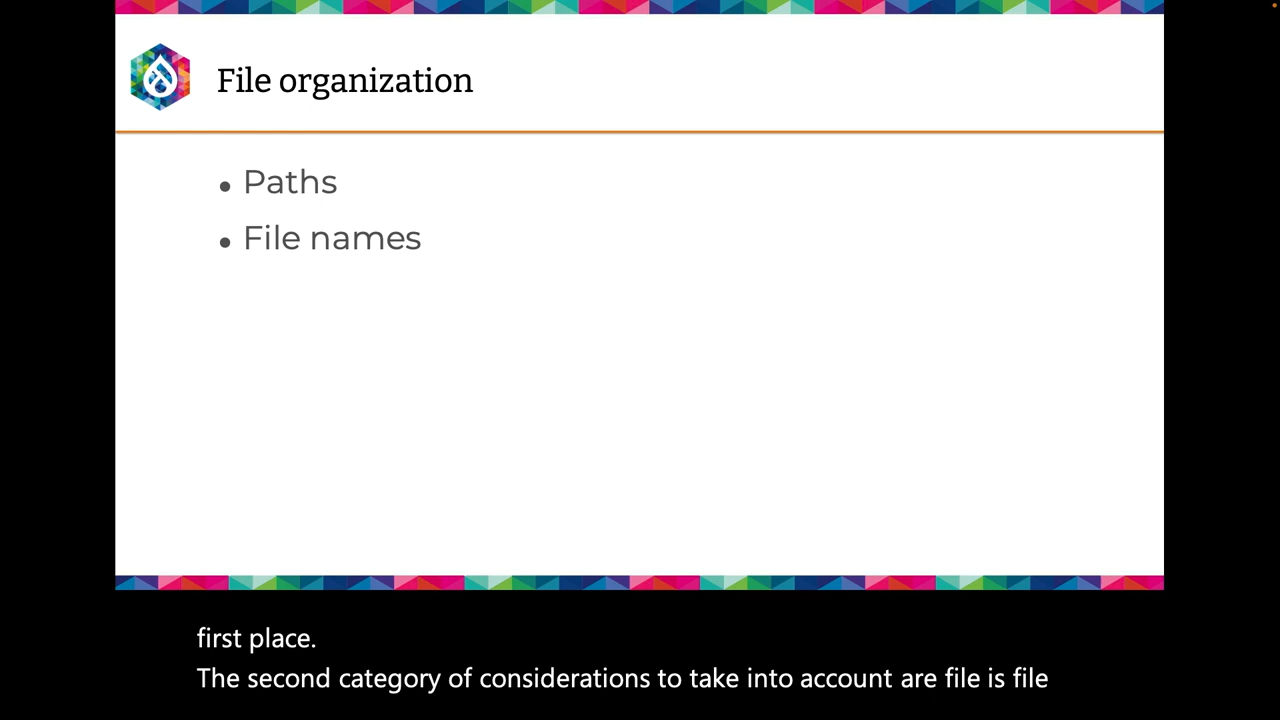 File organization
• Paths
• File names
first place.
The second category of considerations to take into account are file is file